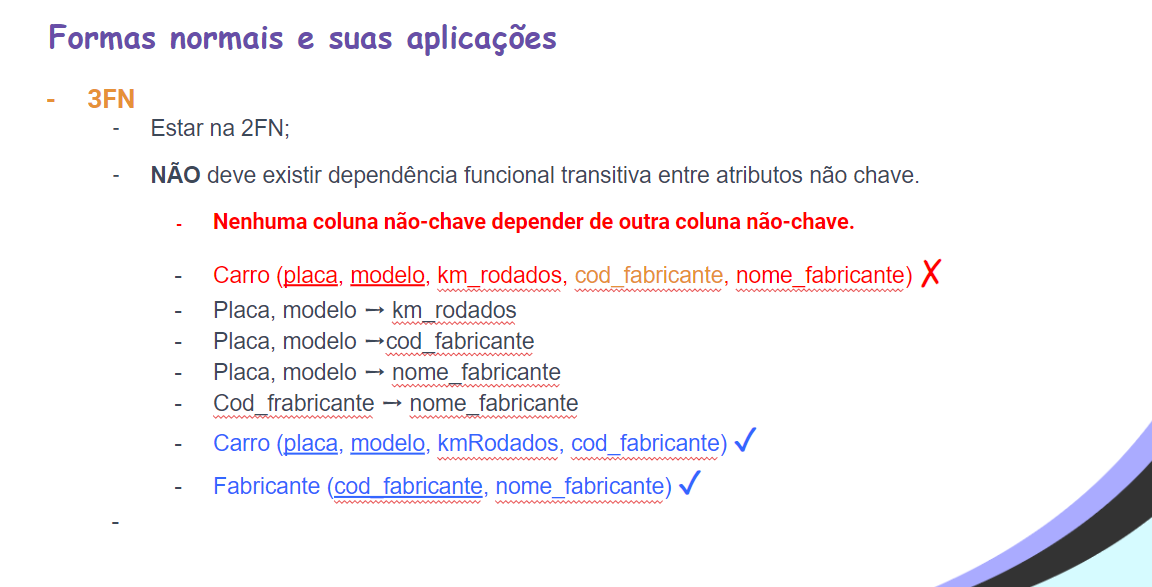 Formas normais e suas aplicações
- 3FN
- Estar na 2FN;
- NÃO deve existir dependência funcional transitiva entre atributos não chave.
- Nenhuma coluna não-chave depender de outra coluna não-chave.
- Carro (placa, modelo, km_rodados, cod_fabricante, nome_fabricante) ✗
- Placa, modelo → km_rodados
- Placa, modelo →cod_fabricante
- Placa, modelo → nome_fabricante
- Cod_frabricante → nome_fabricante
- Carro (placa, modelo, kmRodados, cod_fabricante) ✓
- Fabricante (cod_fabricante, nome_fabricante) ✓
-